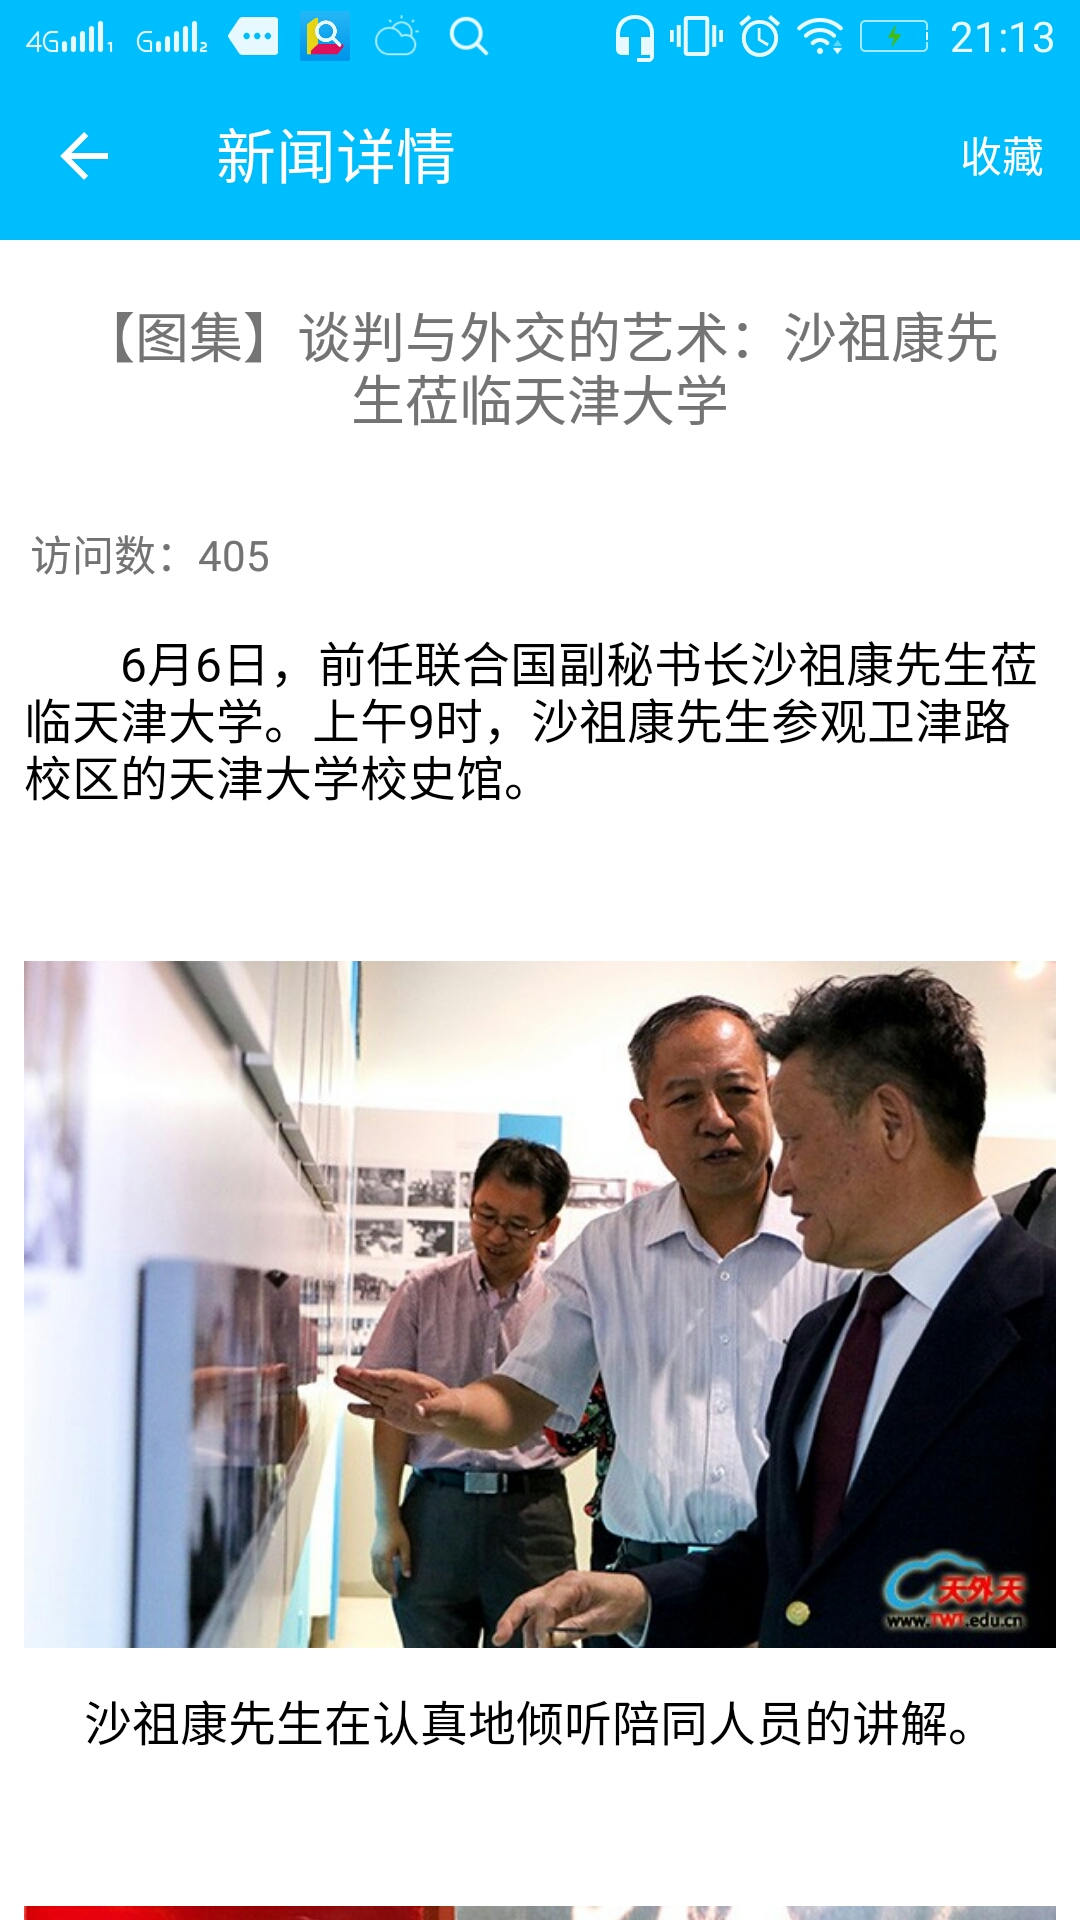 4G 1 G 2 21:13
新闻详情 收藏
【图集】谈判与外交的艺术：沙祖康先
生莅临天津大学
访问数：405
6月6日，前任联合国副秘书长沙祖康先生莅
临天津大学。上午9时，沙祖康先生参观卫津路
校区的天津大学校史馆。
天外天
www.TWT.edu.cn
沙祖康先生在认真地倾听陪同人员的讲解。